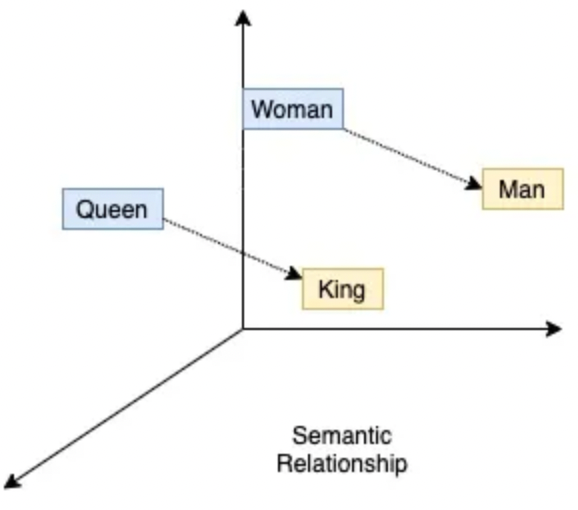 Woman
Man
Queen
King
Semantic
Relationship